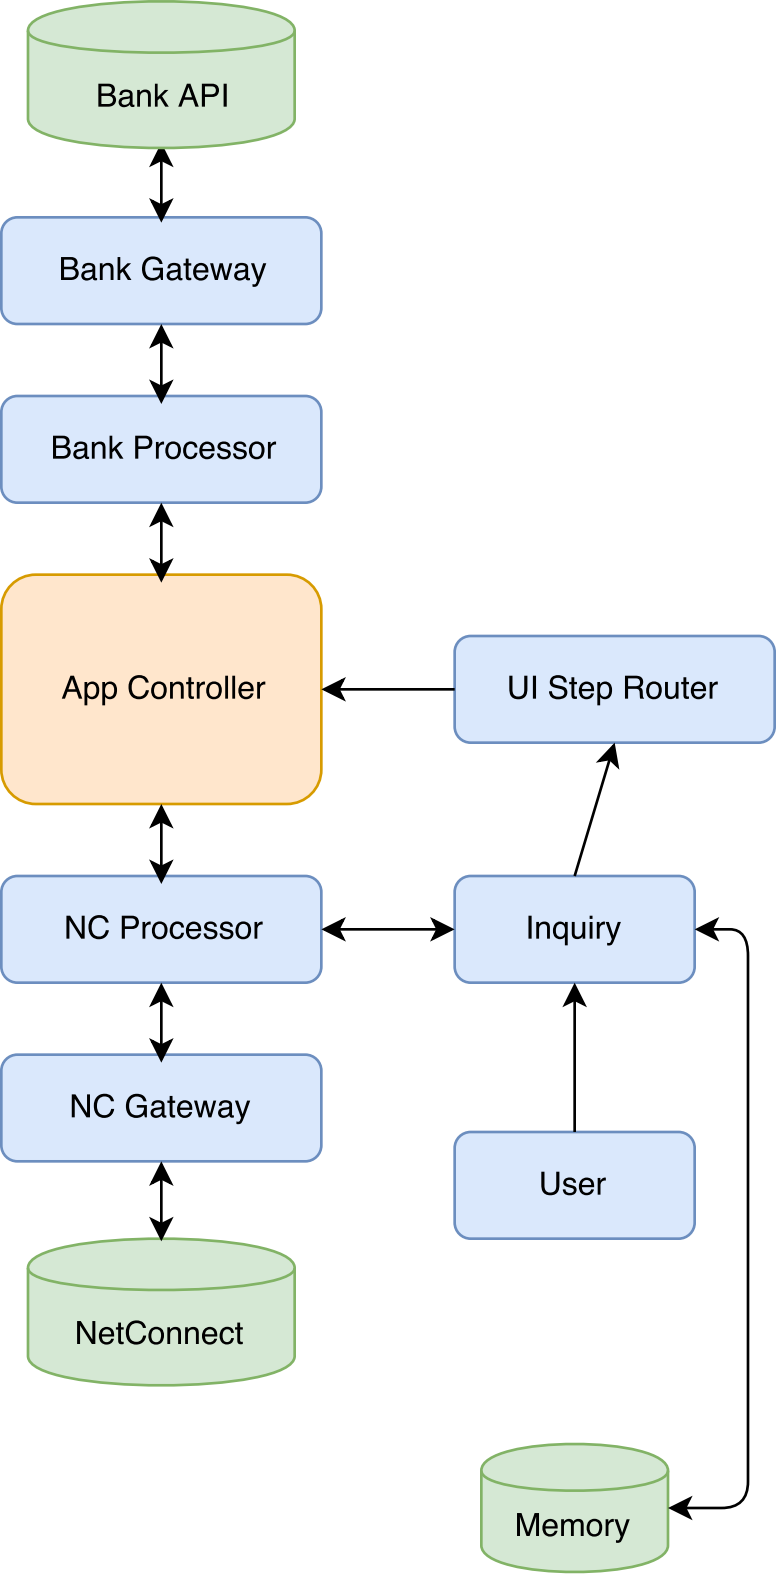 Bank API
Bank Gateway
Bank Processor
App Controller
UI Step Router
NC Processor
Inquiry
NC Gateway
User
NetConnect
Memory